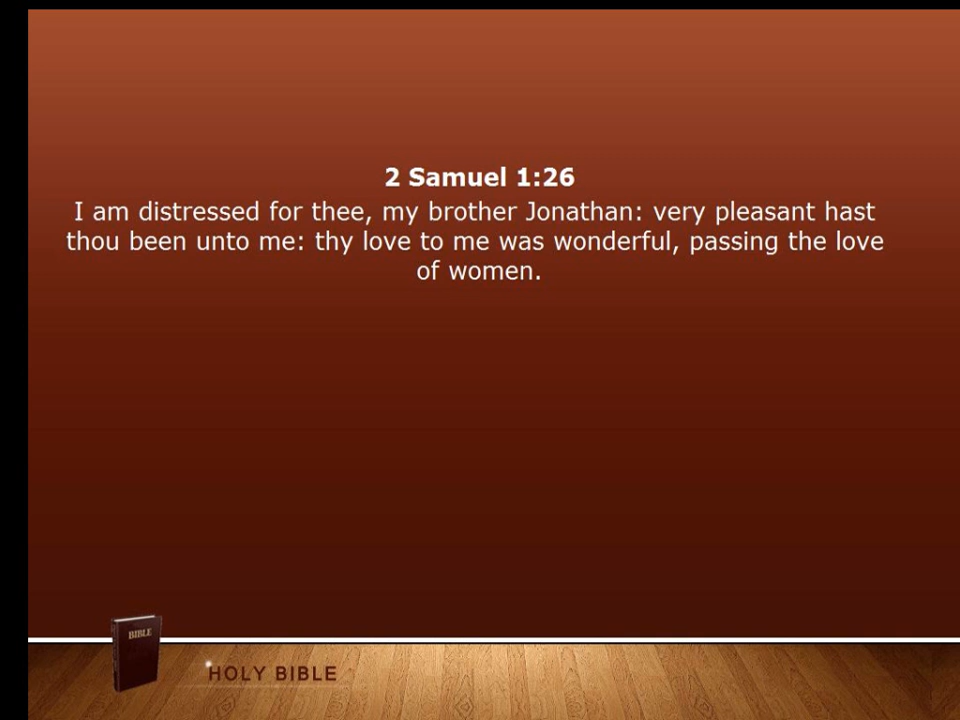 2 Samuel 1:26
I am distressed for thee, my brother Jonathan: very pleasant hast
thou been unto me: thy love to me was wonderful, passing the love
of women.
BIBLE
HOLY BIBLE